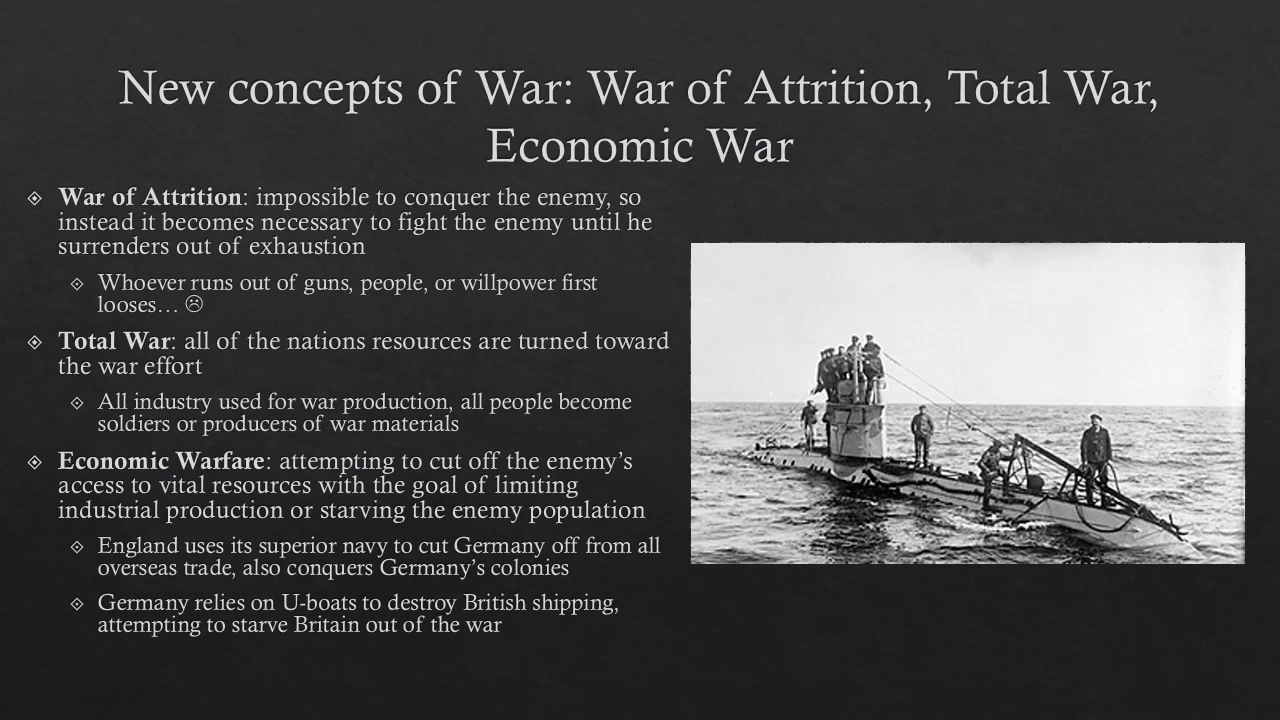 New concepts of War: War of Attrition, Total War,
Economic War
War of Attrition: impossible to conquer the enemy, so
instead it becomes necessary to fight the enemy until he
surrenders out of exhaustion
Whoever runs out of guns, people, or willpower first
looses… ☹
Total War: all of the nations resources are turned toward
the war effort
All industry used for war production, all people become
soldiers or producers of war materials
Economic Warfare: attempting to cut off the enemy’s
access to vital resources with the goal of limiting
industrial production or starving the enemy population
England uses its superior navy to cut Germany off from all
overseas trade, also conquers Germany’s colonies
Germany relies on U-boats to destroy British shipping,
attempting to starve Britain out of the war